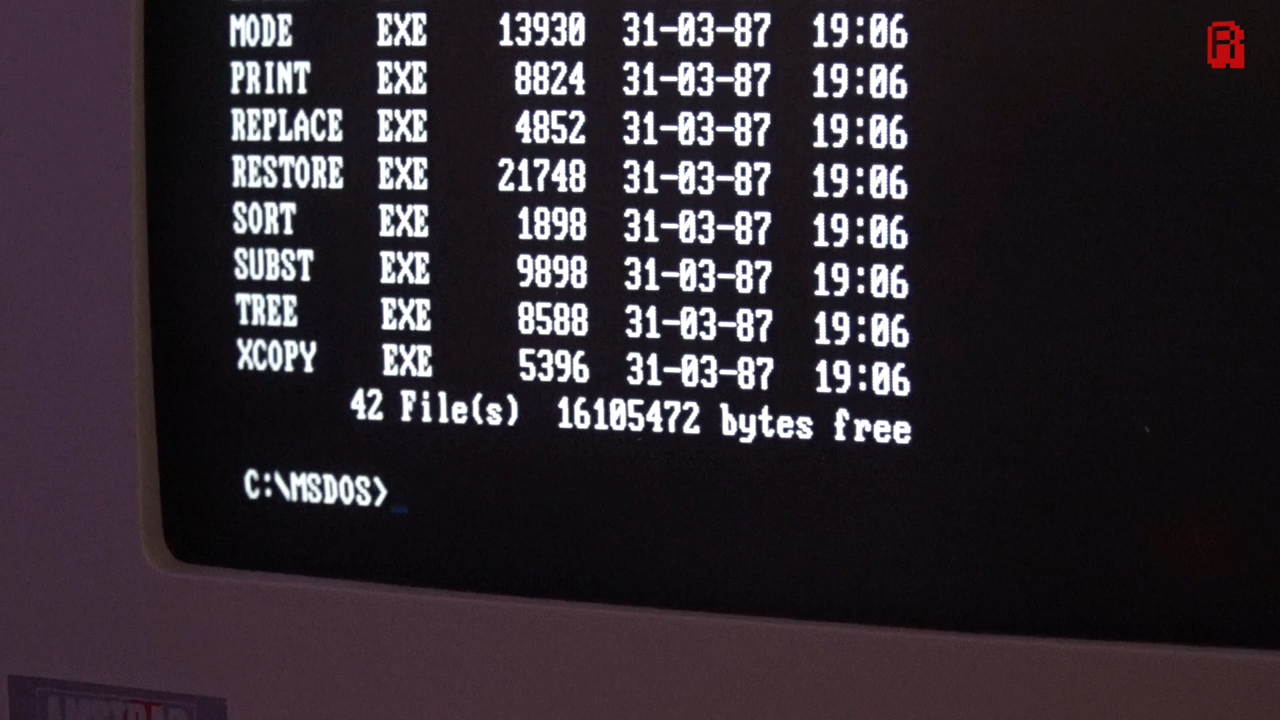 MODE EXE 13930 31-03-87 19:06
PRINT EXE 8824 31-03-87 19:06
REPLACE EXE 4852 31-03-87 19:06
RESTORE EXE 21748 31-03-87 19:06
SORT EXE 1898 31-03-87 19:06
SUBST EXE 9898 31-03-87 19:06
TREE EXE 8588 31-03-87 19:06
XCOPY EXE 5396 31-03-87 19:06
42 File(s) 16105472 bytes free
C:\MSDOS>_